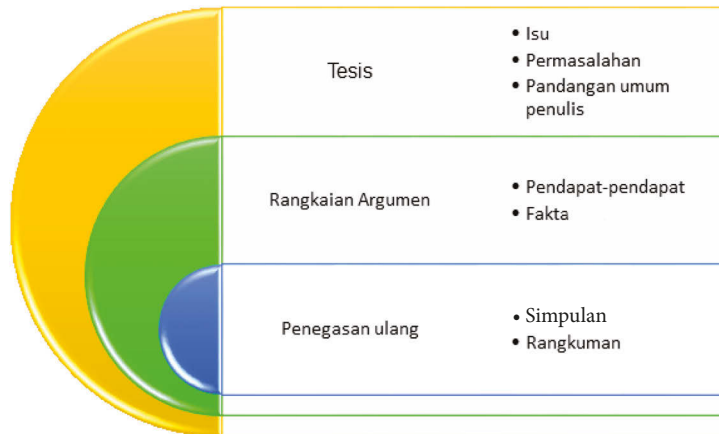 Tesis
• Isu
• Permasalahan
• Pandangan umum
penulis
Rangkaian Argumen
• Pendapat-pendapat
• Fakta
Penegasan ulang
• Simpulan
• Rangkuman